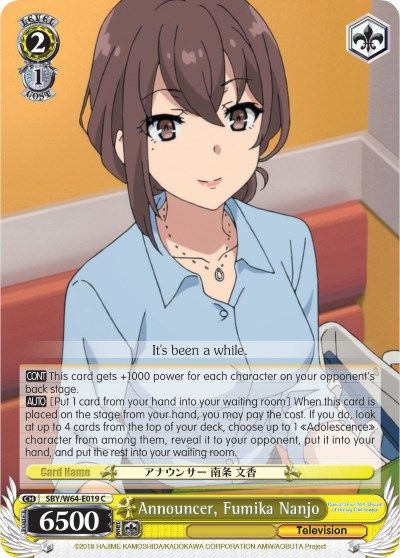 LEVEL
2
1
COST
It's been a while.
CONT This card gets +1000 power for each character on your opponent's
back stage.
AUTO [Put 1 card from your hand into your waiting room] When this card is
placed on the stage from your hand, you may pay the cost. If you do, look
at up to 4 cards from the top of your deck, choose up to 1 «Adolescence»
character from among them, reveal it to your opponent, put it into your
hand, and put the rest into your waiting room.
Card Name
アナウンサー 南条 文香
CH SBY/W64-E019 C
Announcer, Fumika Nanjo
POWER 6500
Television
©2018 HAJIME KAMOSHIDA/KADOKAWA CORPORATION AMW/AOBUTA Project